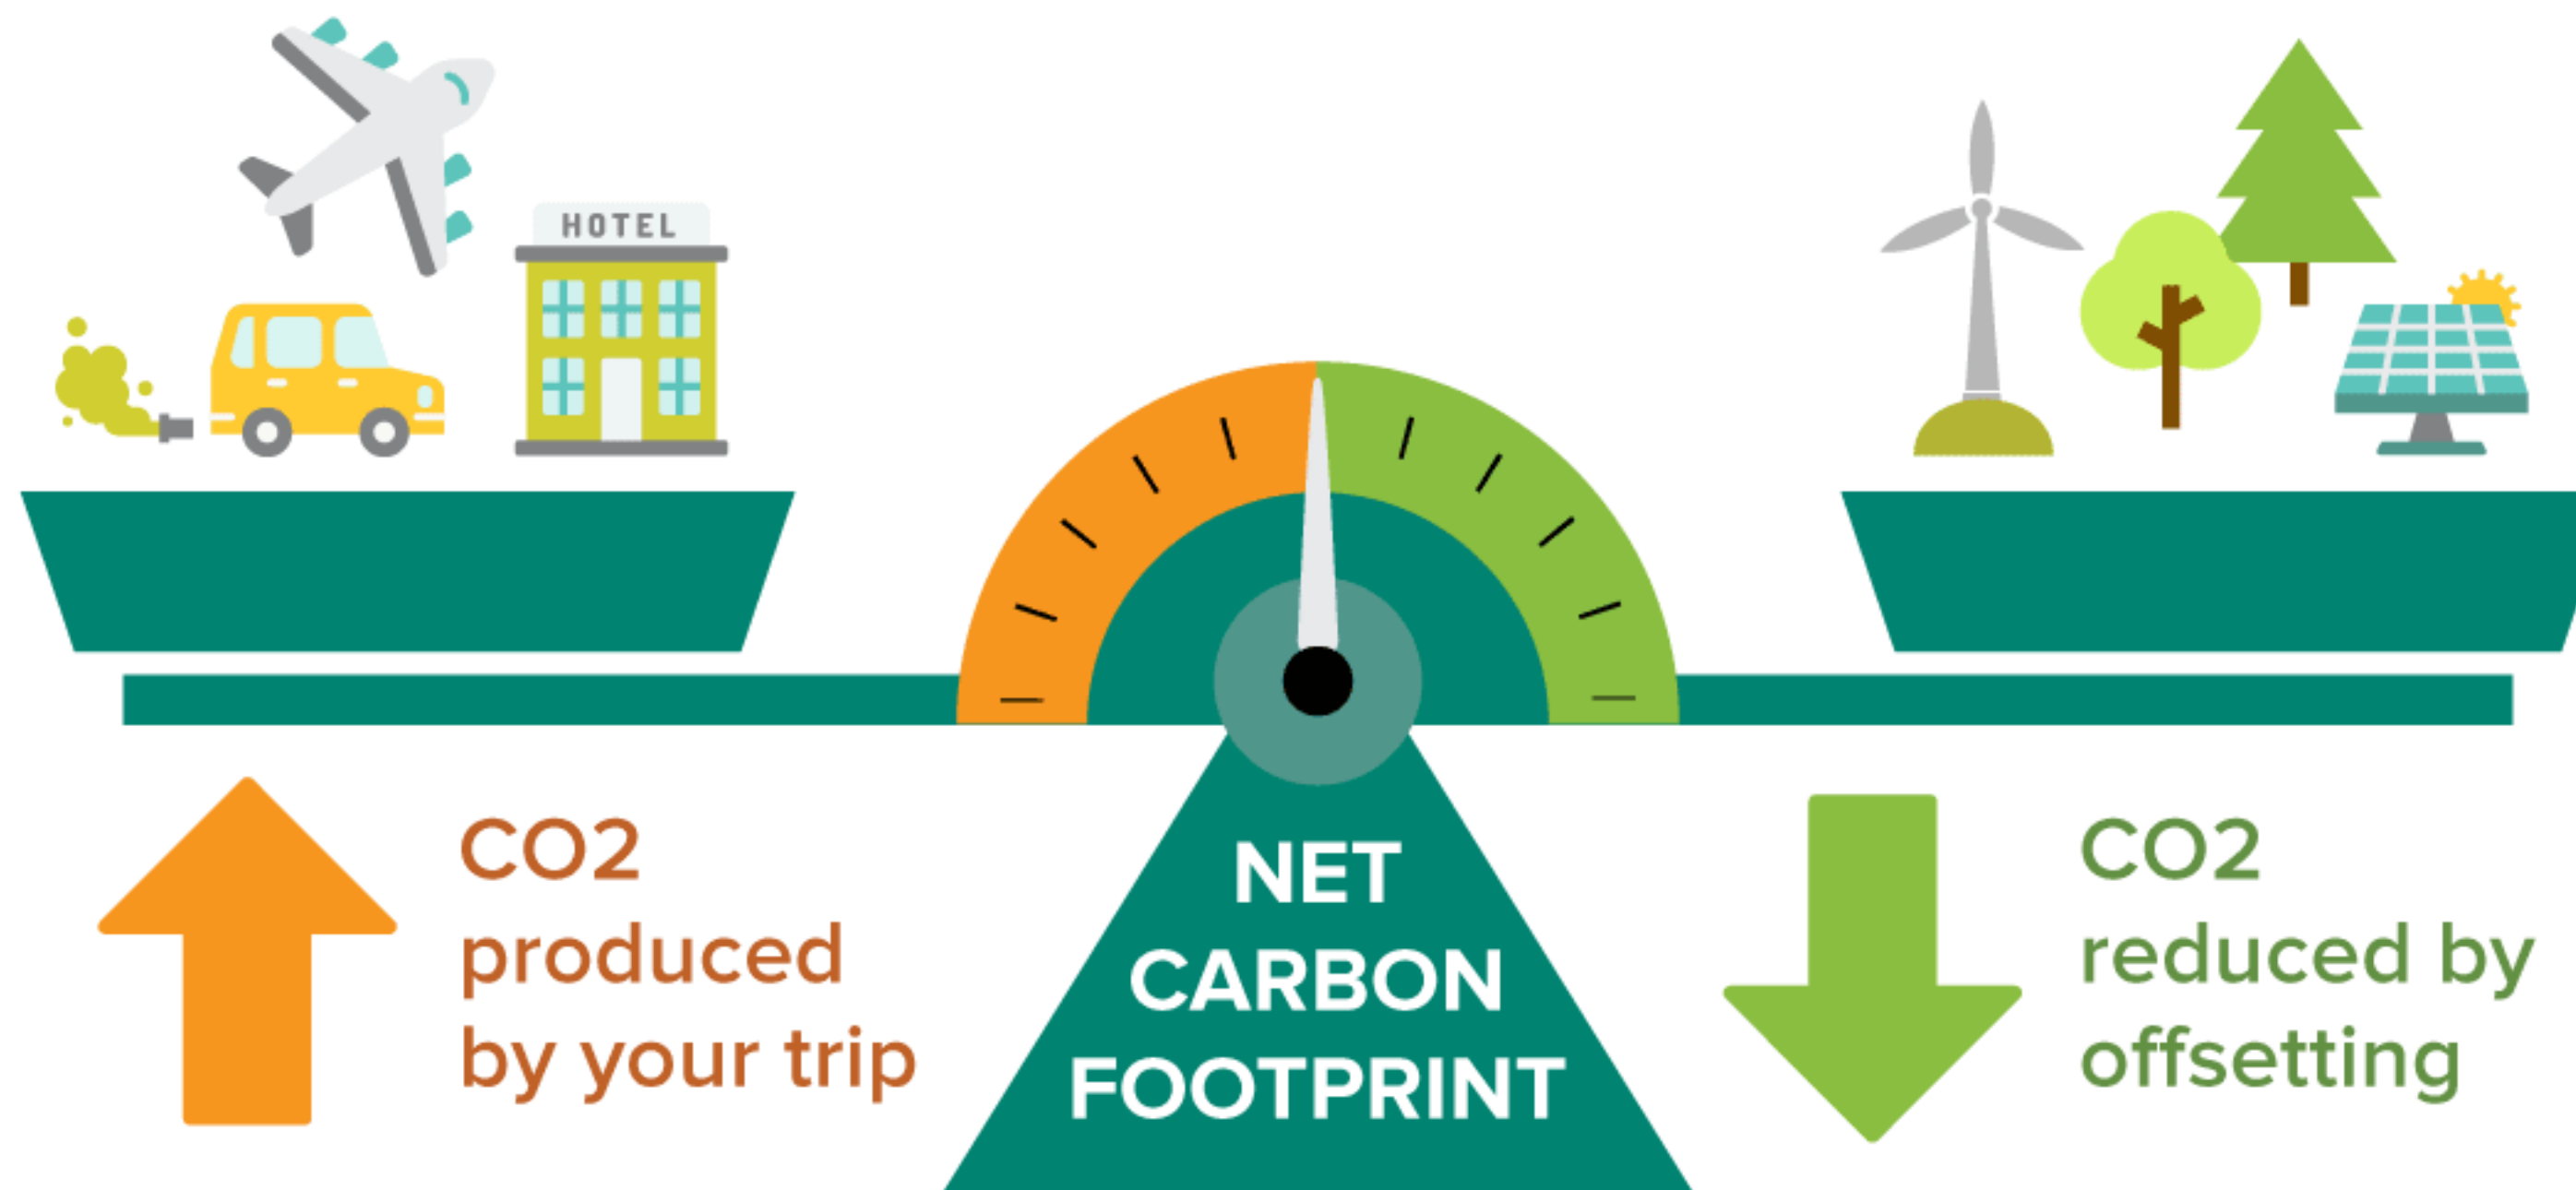 HOTEL
CO2
produced
by your trip
NET
CARBON
FOOTPRINT
CO2
reduced by
offsetting